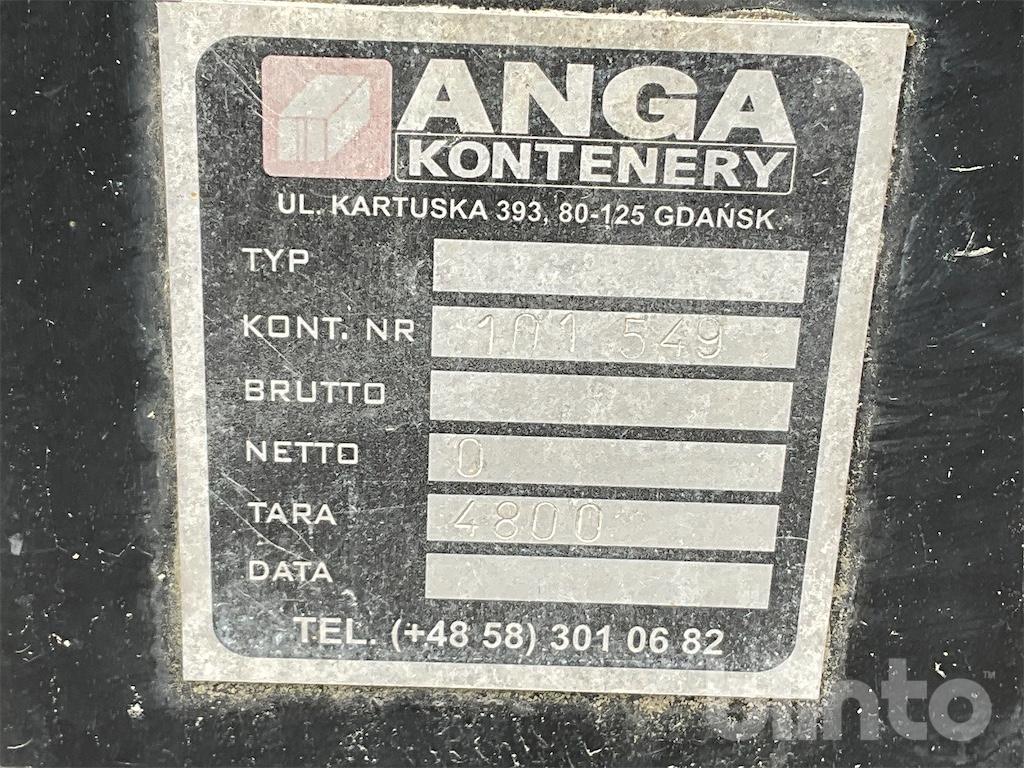 ANGA
KONTENERY
UL. KARTUSKA 393, 80-125 GDAŃSK
TYP
KONT. NR 101 549
BRUTTO
NETTO 0
TARA 4800
DATA
TEL. (+48 58) 301 06 82
blinto™